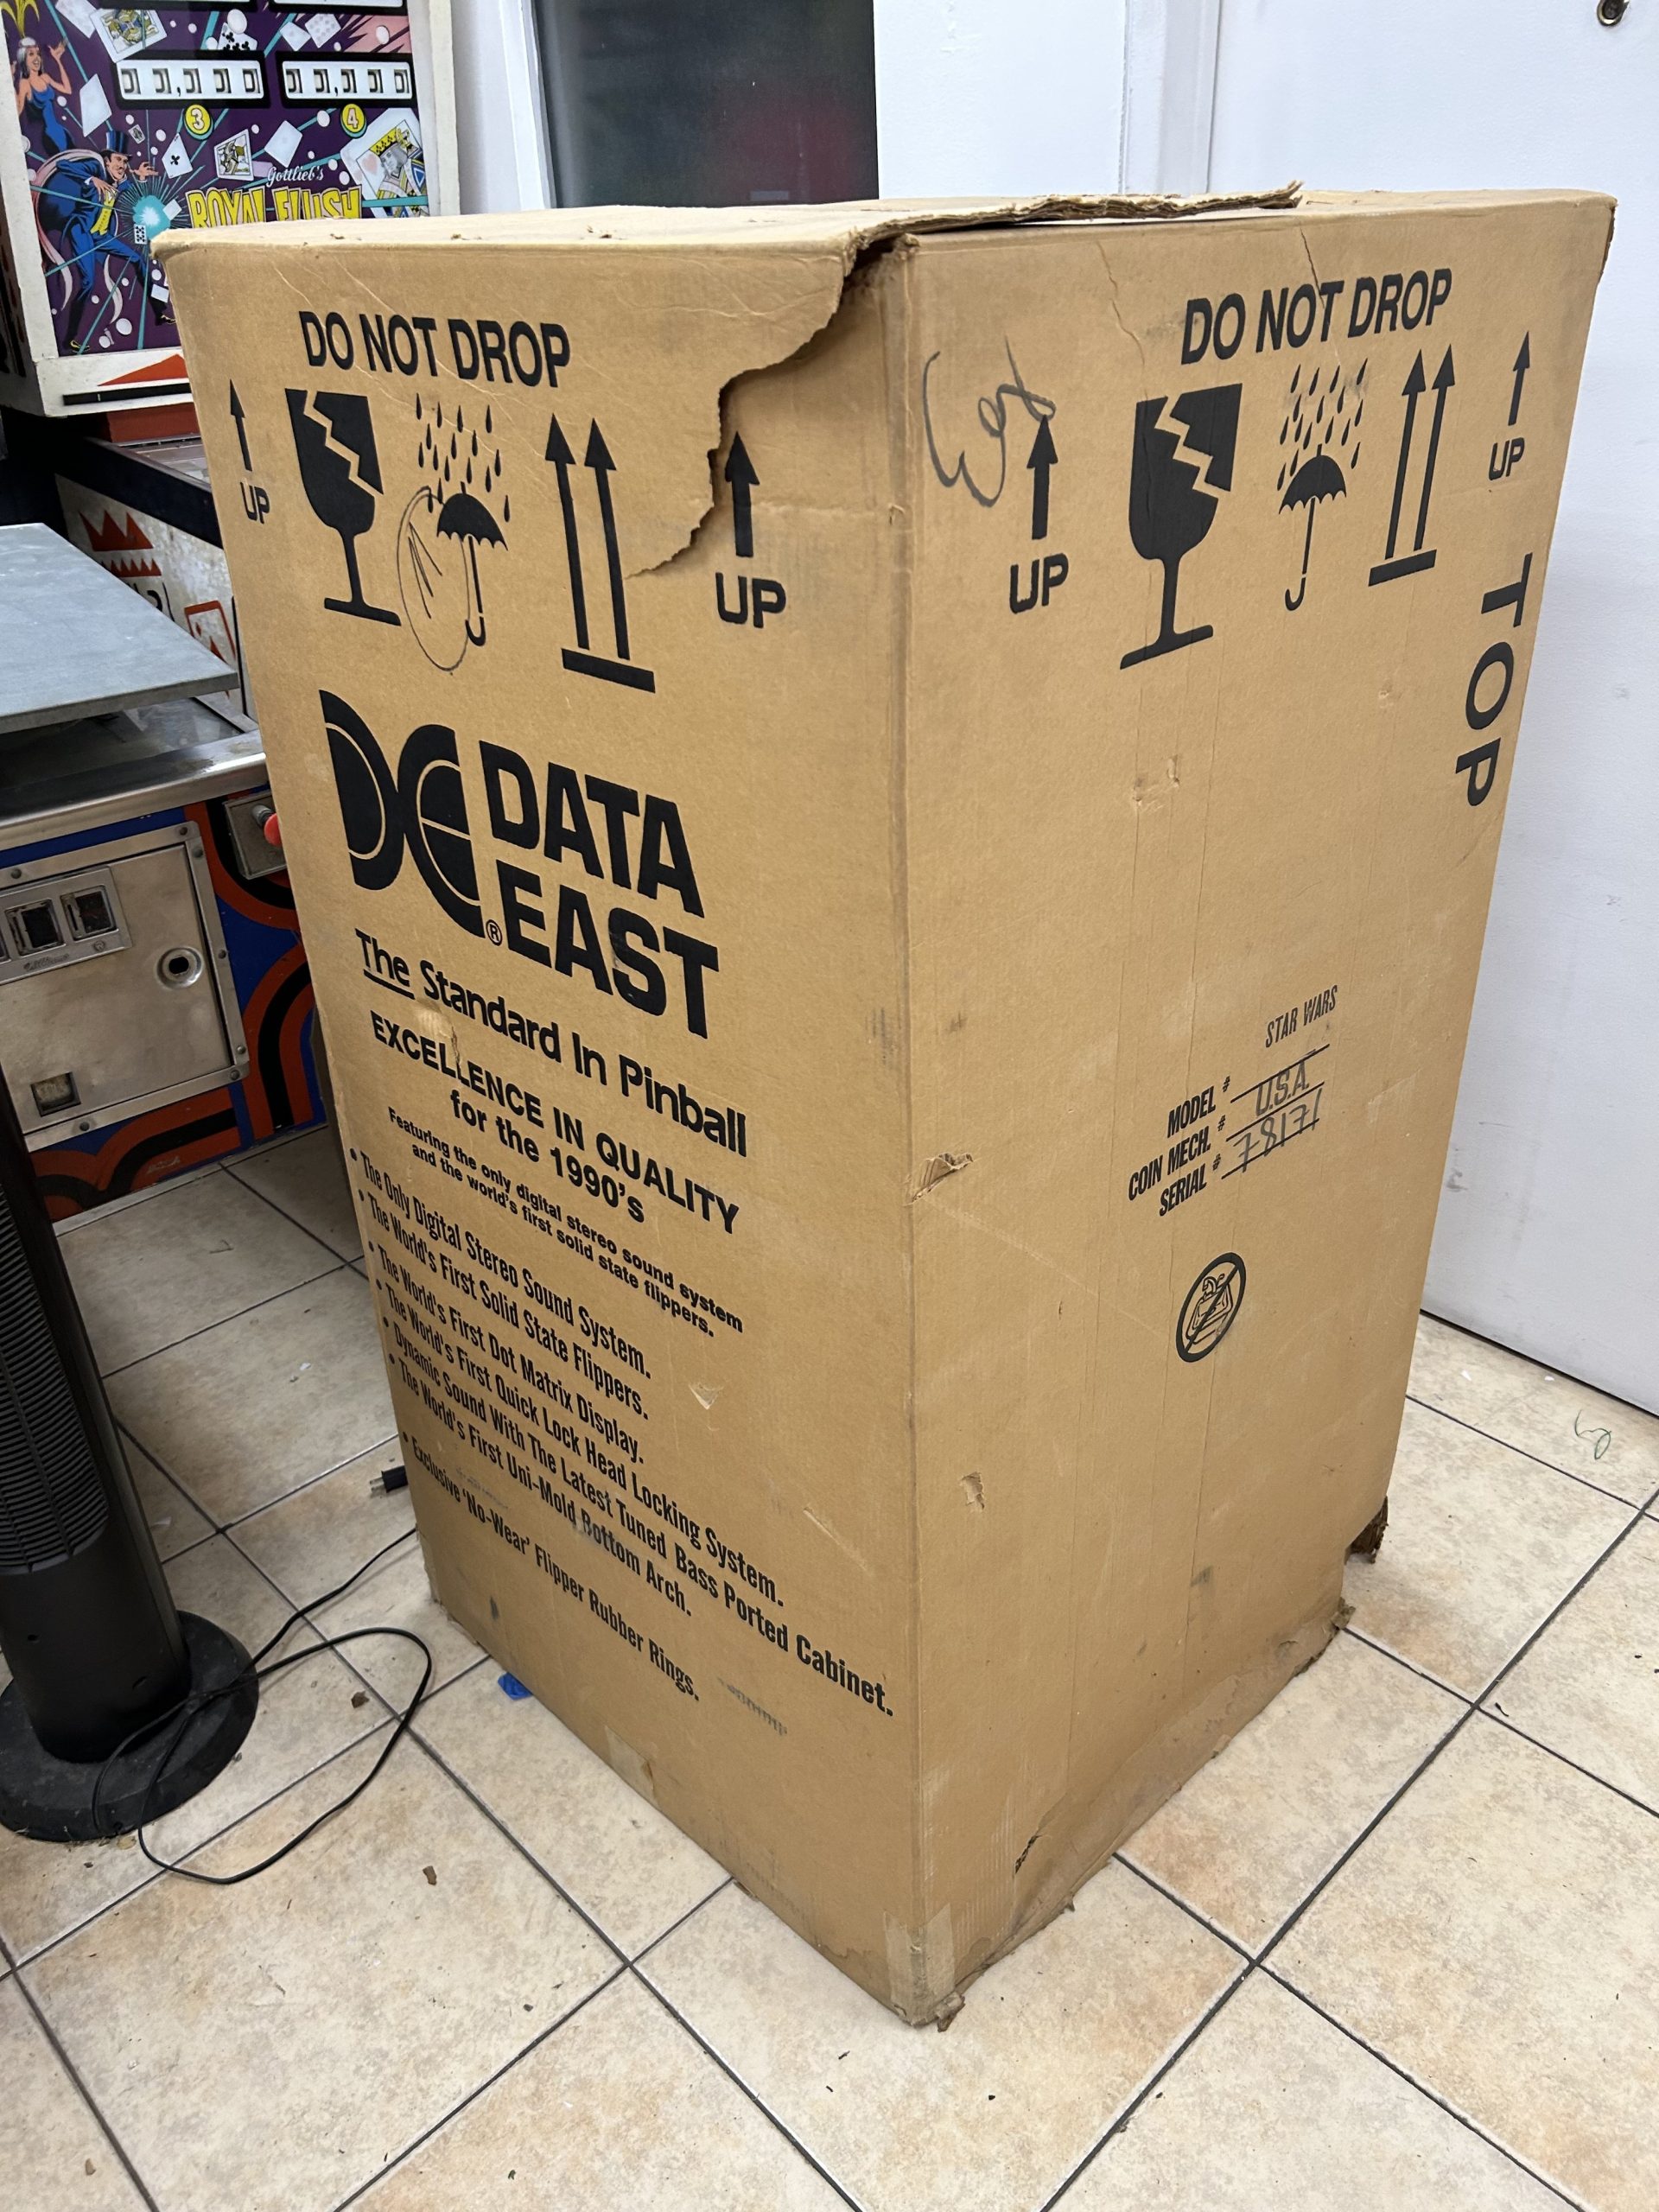 3
4
Gottlieb's
ROYAL FLUSH
DO NOT DROP
UP
UP
DATA
EAST
®
The Standard In Pinball
EXCELLENCE IN QUALITY
for the 1990's
Featuring the only digital stereo sound system
and the world's first solid state flippers.
• The Only Digital Stereo Sound System.
• The World's First Solid State Flippers.
• The World's First Dot Matrix Display.
• The World's First Quick Lock Head Locking System.
• Dynamic Sound With The Latest Tuned Bass Ported Cabinet.
• The World's First Uni-Mold Bottom Arch.
• Exclusive 'No-Wear' Flipper Rubber Rings.
DO NOT DROP
UP
UP
TOP
STAR WARS
MODEL #
COIN MECH. # U.S.A.
SERIAL # 78171